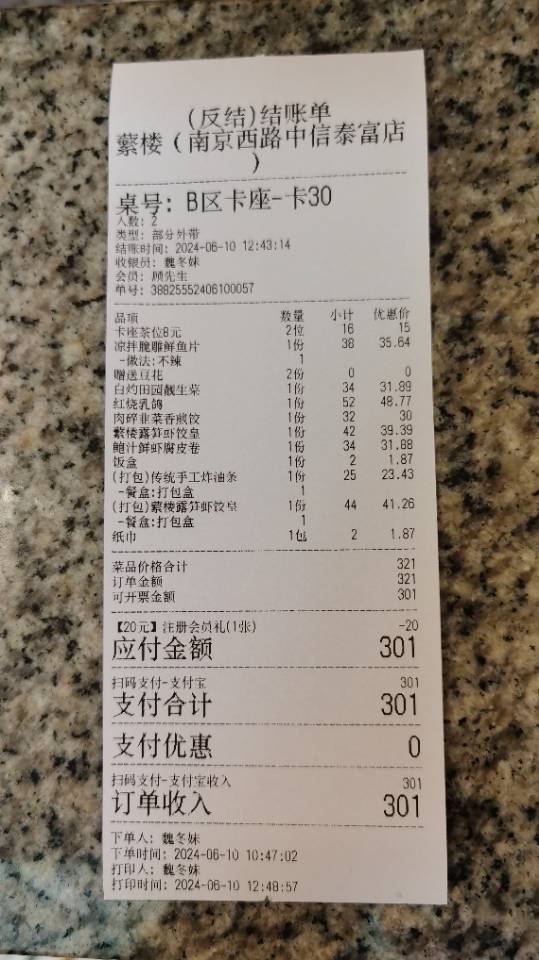 (反结)结账单
蘩楼（南京西路中信泰富店
）
桌号: B区卡座-卡30
人数: 2
类型: 部分外带
结账时间: 2024-06-10 12:43:14
收银员: 魏冬妹
会员: 顾先生
单号: 38825552406100057
品项 数量 小计 优惠价
卡座茶位8元 2位 16 15
凉拌脆雕鲜鱼片 1份 38 35.64
-做法:不辣 1
赠送豆花 2份 0 0
白灼田园靓生菜 1份 34 31.89
红烧乳鸽 1份 52 48.77
肉碎韭菜香煎饺 1份 32 30
蘩楼露笋虾饺皇 1份 42 39.39
鲍汁鲜虾腐皮卷 1份 34 31.88
饭盒 1份 2 1.87
(打包)传统手工炸油条 1份 25 23.43
-餐盒:打包盒 1
(打包)蘩楼露笋虾饺皇 1份 44 41.26
-餐盒:打包盒 1
纸巾 1包 2 1.87
菜品价格合计 321
订单金额 321
可开票金额 301
【20元】注册会员礼(1张) -20
应付金额 301
扫码支付-支付宝 301
支付合计 301
支付优惠 0
扫码支付-支付宝收入 301
订单收入 301
下单人: 魏冬妹
下单时间: 2024-06-10 10:47:02
打印人: 魏冬妹
打印时间: 2024-06-10 12:48:57